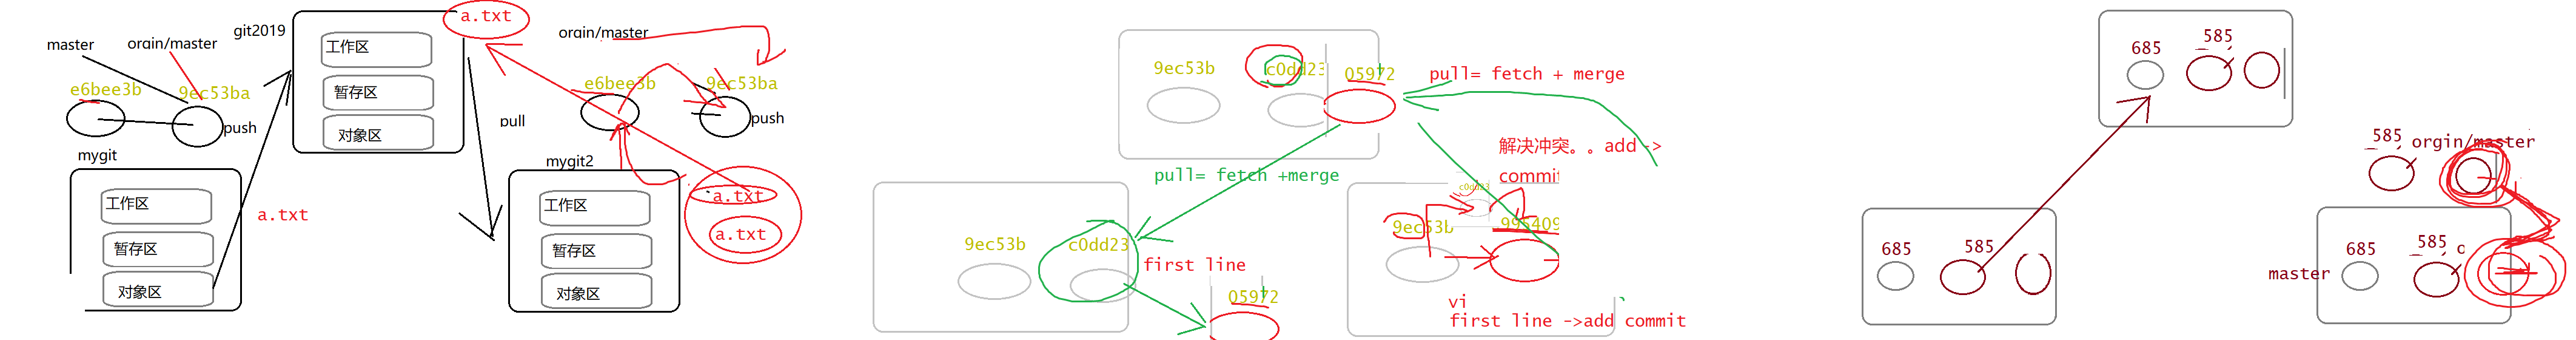 master
orgin/master
e6bee3b
9ec53ba
push
mygit
工作区
暂存区
对象区
a.txt
git2019
工作区
暂存区
对象区
a.txt
pull
orgin/master
e6bee3b
9ec53ba
push
mygit2
工作区
暂存区
对象区
a.txt
a.txt
9ec53b
c0dd23
05972
pull= fetch + merge
解决冲突。。add ->
commit
pull= fetch +merge
9ec53b
c0dd23
first line
05972
c0dd23
9ec53b
995409
vi
first line ->add commit
685
585
685
585
585
orgin/master
master
685
585